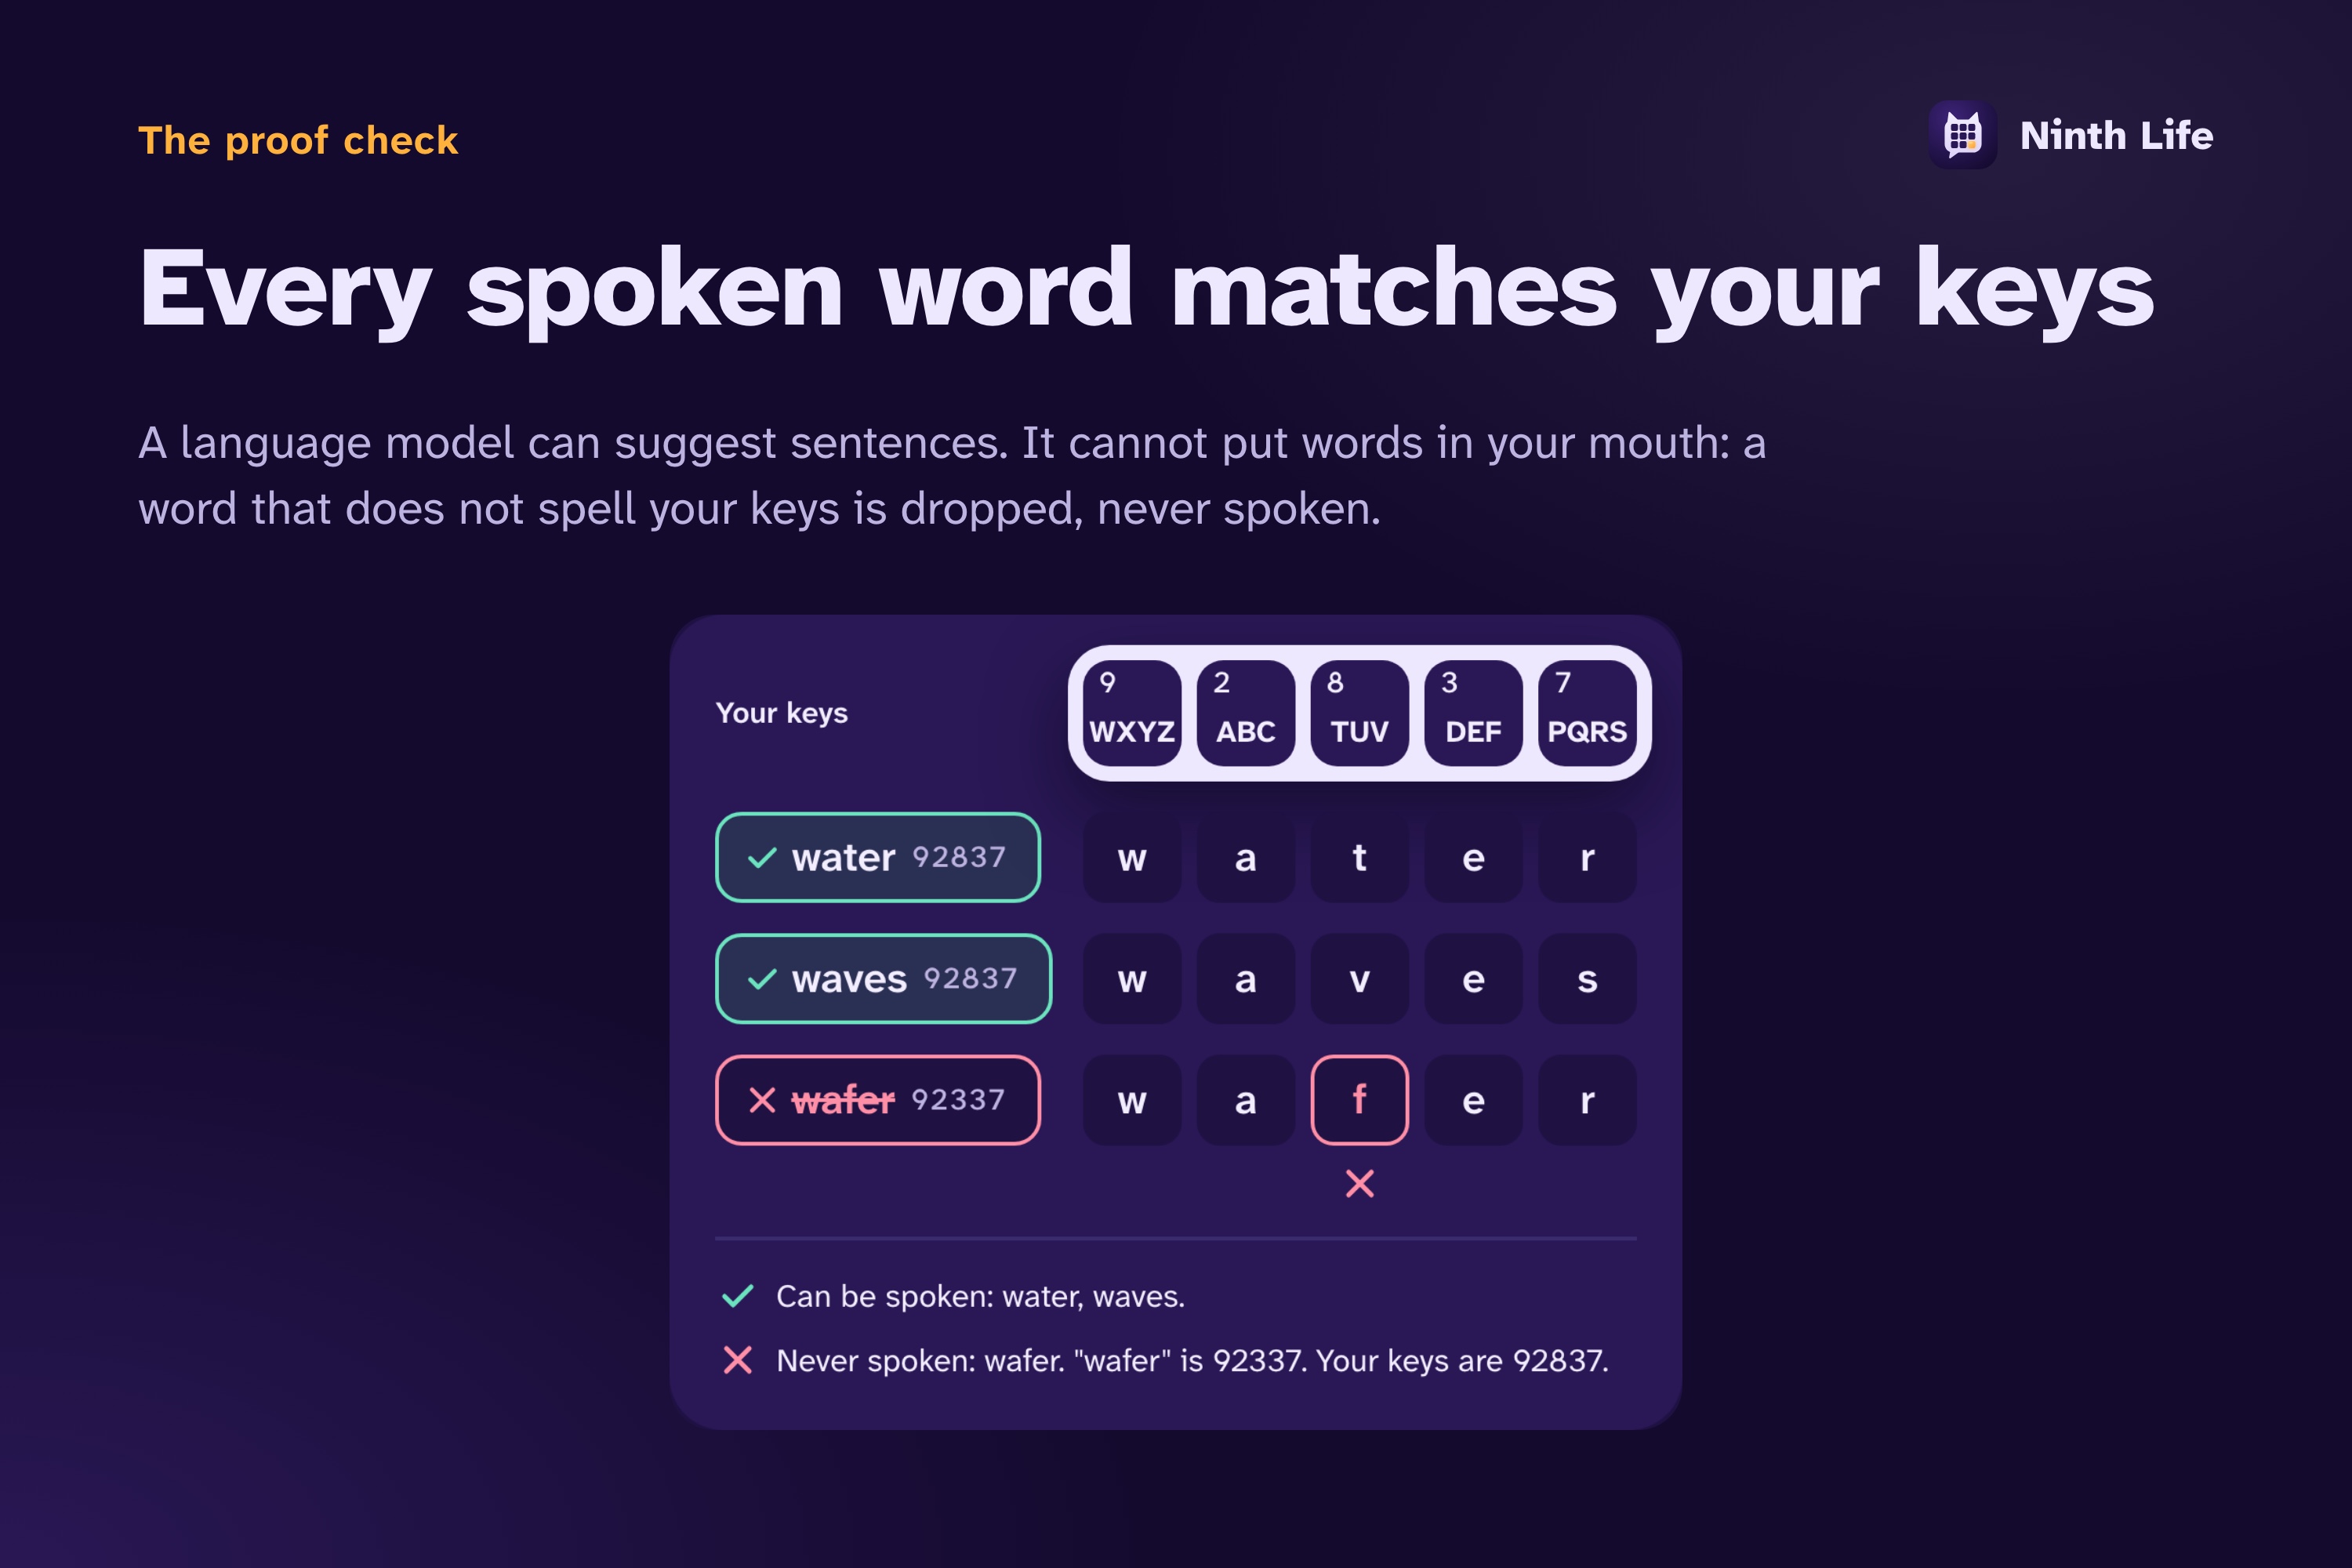 The proof check
Ninth Life
Every spoken word matches your keys
A language model can suggest sentences. It cannot put words in your mouth: a
word that does not spell your keys is dropped, never spoken.
Your keys
9 2 8 3 7
WXYZ ABC TUV DEF PQRS
water 92837 w a t e r
waves 92837 w a v e s
wafer 92337 w a f e r
Can be spoken: water, waves.
Never spoken: wafer. "wafer" is 92337. Your keys are 92837.